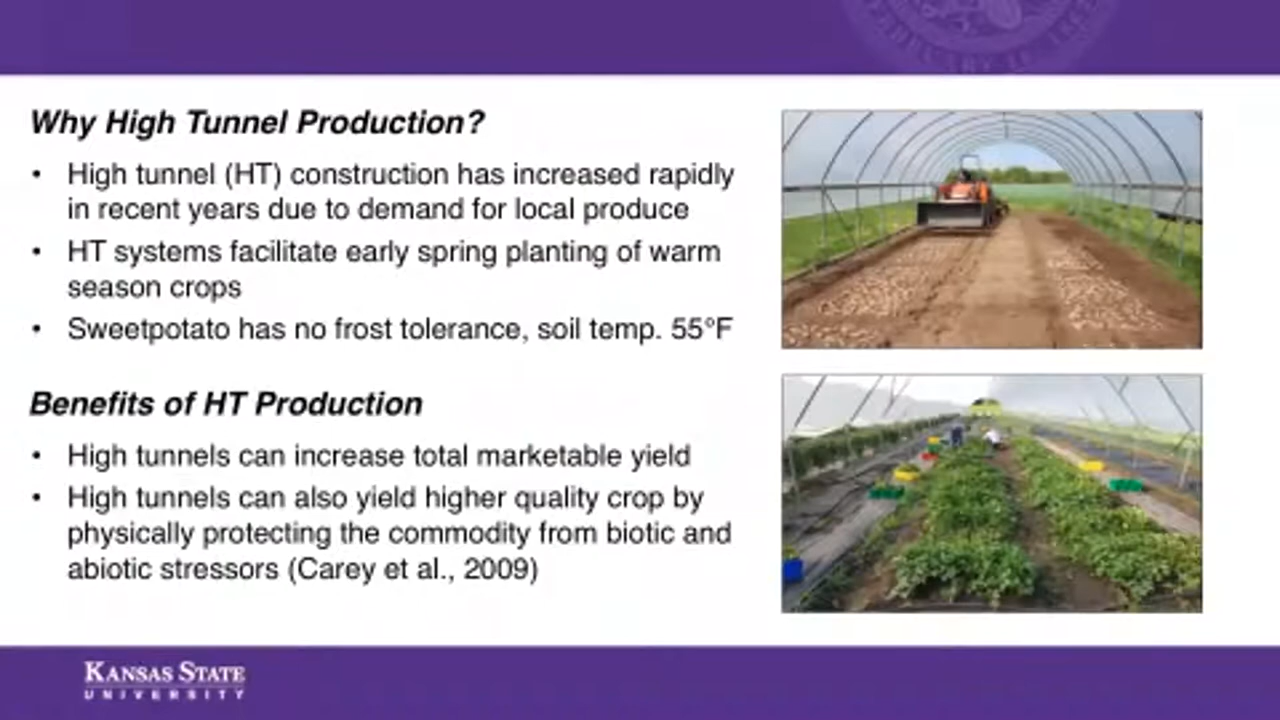 Why High Tunnel Production?
• High tunnel (HT) construction has increased rapidly
in recent years due to demand for local produce
• HT systems facilitate early spring planting of warm
season crops
• Sweetpotato has no frost tolerance, soil temp. 55°F
Benefits of HT Production
• High tunnels can increase total marketable yield
• High tunnels can also yield higher quality crop by
physically protecting the commodity from biotic and
abiotic stressors (Carey et al., 2009)
KANSAS STATE
UNIVERSITY